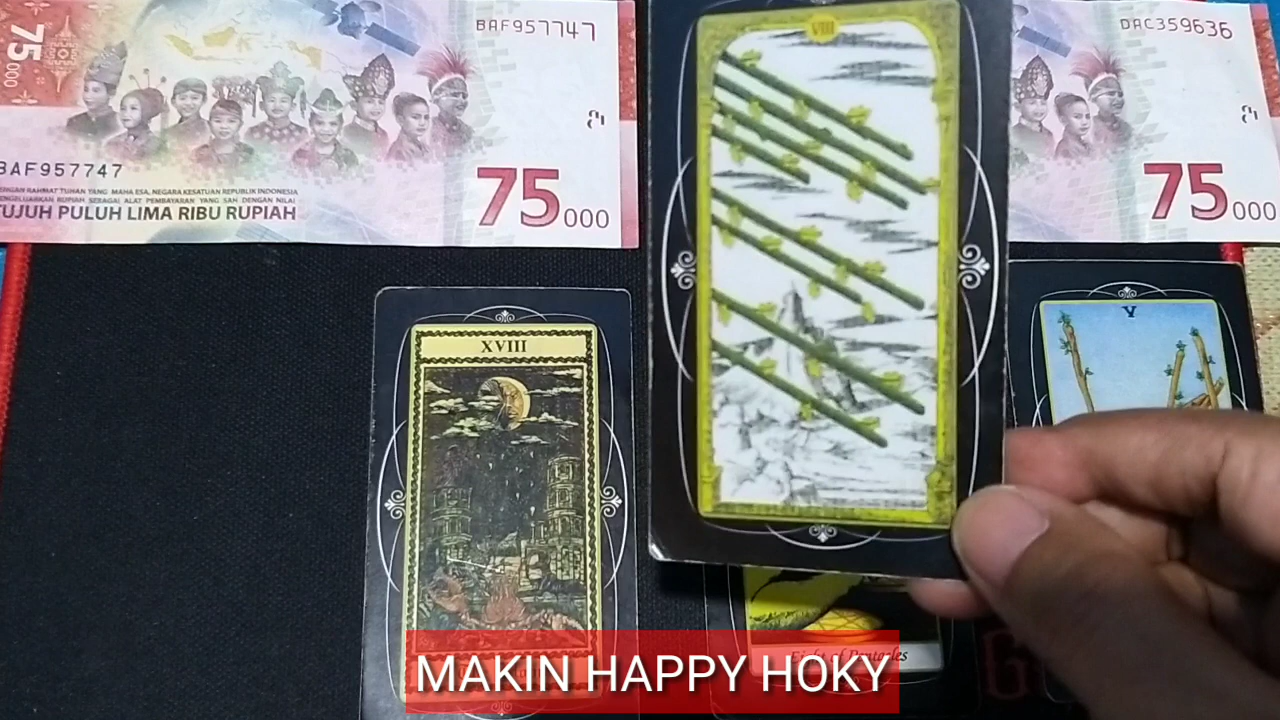 75 000
BAF957747
BAF957747
DENGAN RAHMAT TUHAN YANG MAHA ESA, NEGARA KESATUAN REPUBLIK INDONESIA
MENGELUARKAN RUPIAH SEBAGAI ALAT PEMBAYARAN YANG SAH DENGAN NILAI
TUJUH PULUH LIMA RIBU RUPIAH
75000
VIII
DAC359636
75000
XVIII
V
Eight of Pentacles
MAKIN HAPPY HOKY